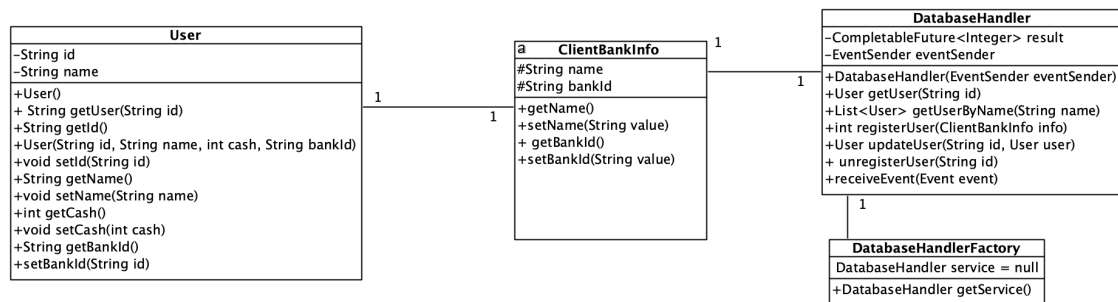 User
-String id
-String name
+User()
+ String getUser(String id)
+String getId()
+User(String id, String name, int cash, String bankId)
+void setId(String id)
+String getName()
+void setName(String name)
+int getCash()
+void setCash(int cash)
+String getBankId()
+setBankId(String id)
1
1
a ClientBankInfo
#String name
#String bankId
+getName()
+setName(String value)
+ getBankId()
+setBankId(String value)
1
1
DatabaseHandler
-CompletableFuture<Integer> result
-EventSender eventSender
+DatabaseHandler(EventSender eventSender)
+User getUser(String id)
+List<User> getUserByName(String name)
+int registerUser(ClientBankInfo info)
+User updateUser(String id, User user)
+ unregisterUser(String id)
+receiveEvent(Event event)
1
DatabaseHandlerFactory
DatabaseHandler service = null
+DatabaseHandler getService()